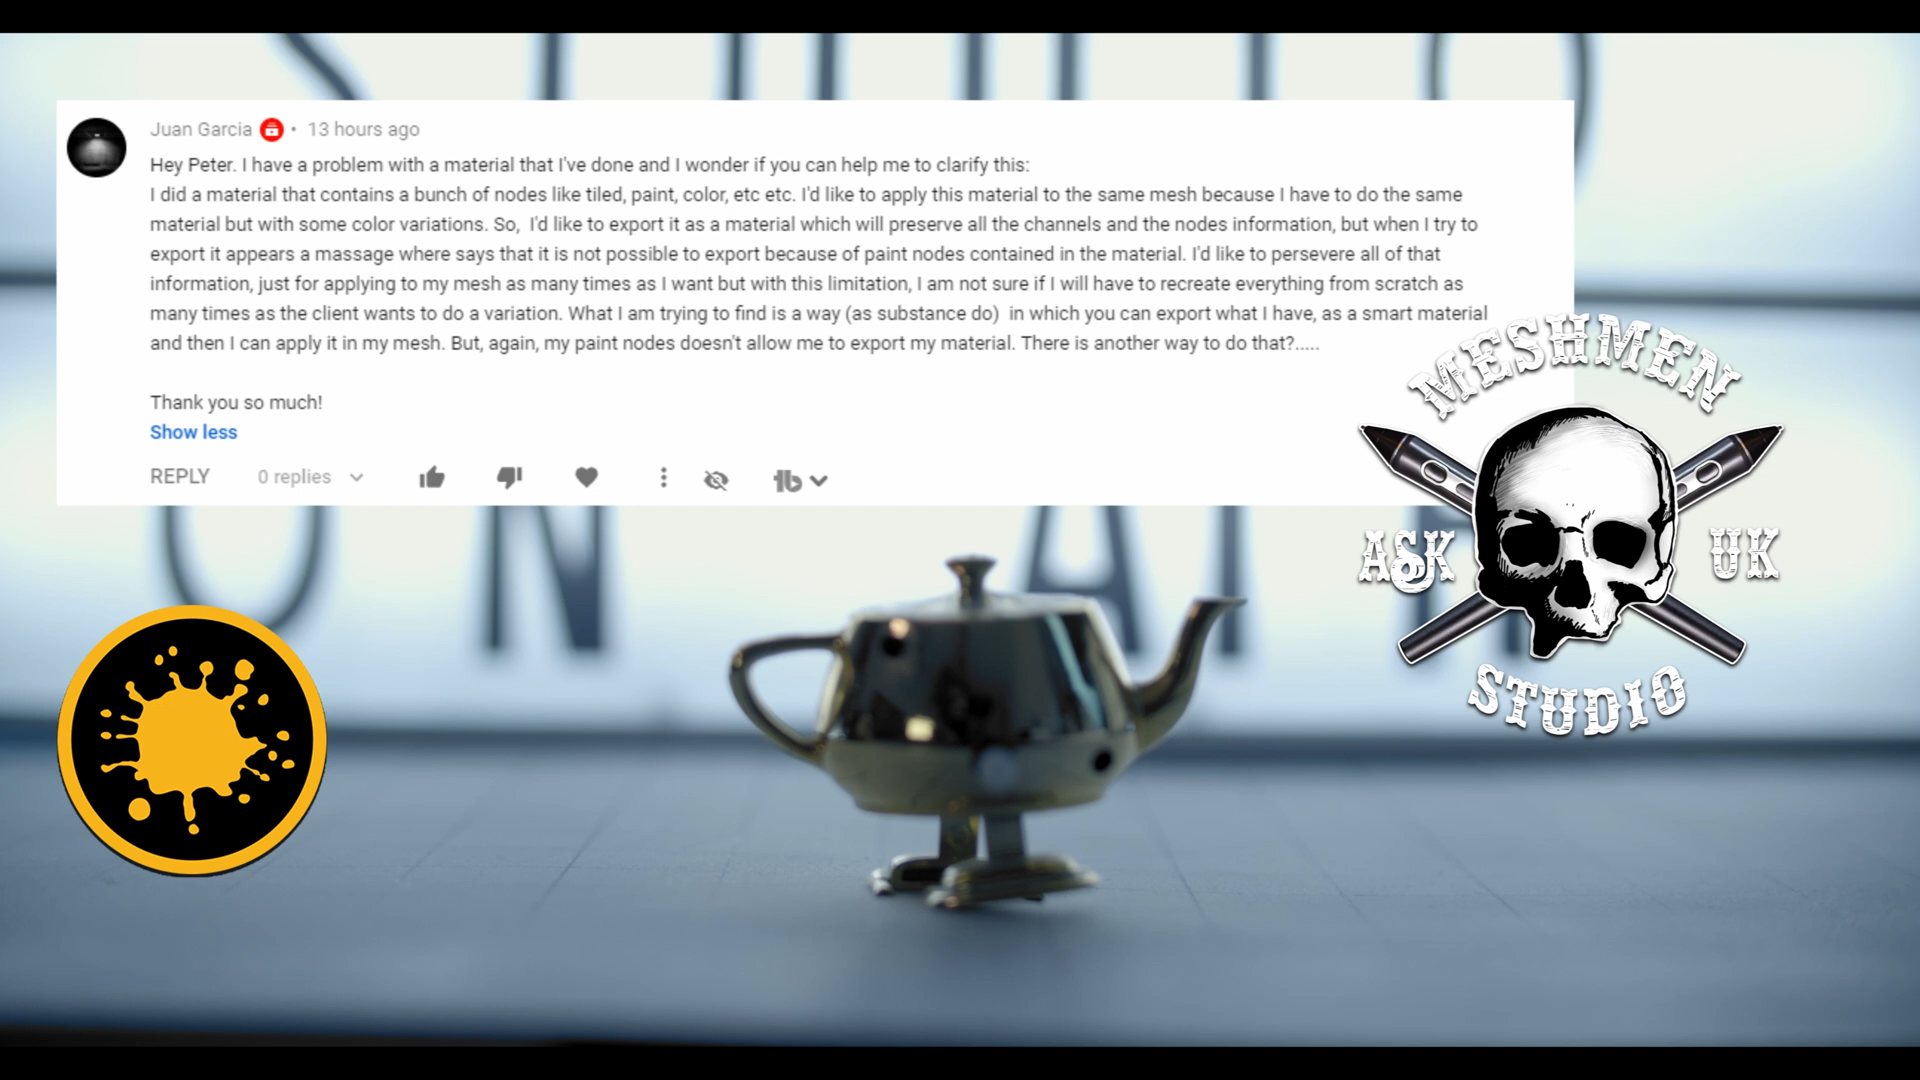 STUDIO
Juan Garcia • 13 hours ago
Hey Peter. I have a problem with a material that I've done and I wonder if you can help me to clarify this:
I did a material that contains a bunch of nodes like tiled, paint, color, etc etc. I'd like to apply this material to the same mesh because I have to do the same
material but with some color variations. So, I'd like to export it as a material which will preserve all the channels and the nodes information, but when I try to
export it appears a massage where says that it is not possible to export because of paint nodes contained in the material. I'd like to persevere all of that
information, just for applying to my mesh as many times as I want but with this limitation, I am not sure if I will have to recreate everything from scratch as
many times as the client wants to do a variation. What I am trying to find is a way (as substance do) in which you can export what I have, as a smart material
and then I can apply it in my mesh. But, again, my paint nodes doesn't allow me to export my material. There is another way to do that?.....
Thank you so much!
Show less
REPLY 0 replies
ON AIR
MESHMEN
ASK UK
STUDIO